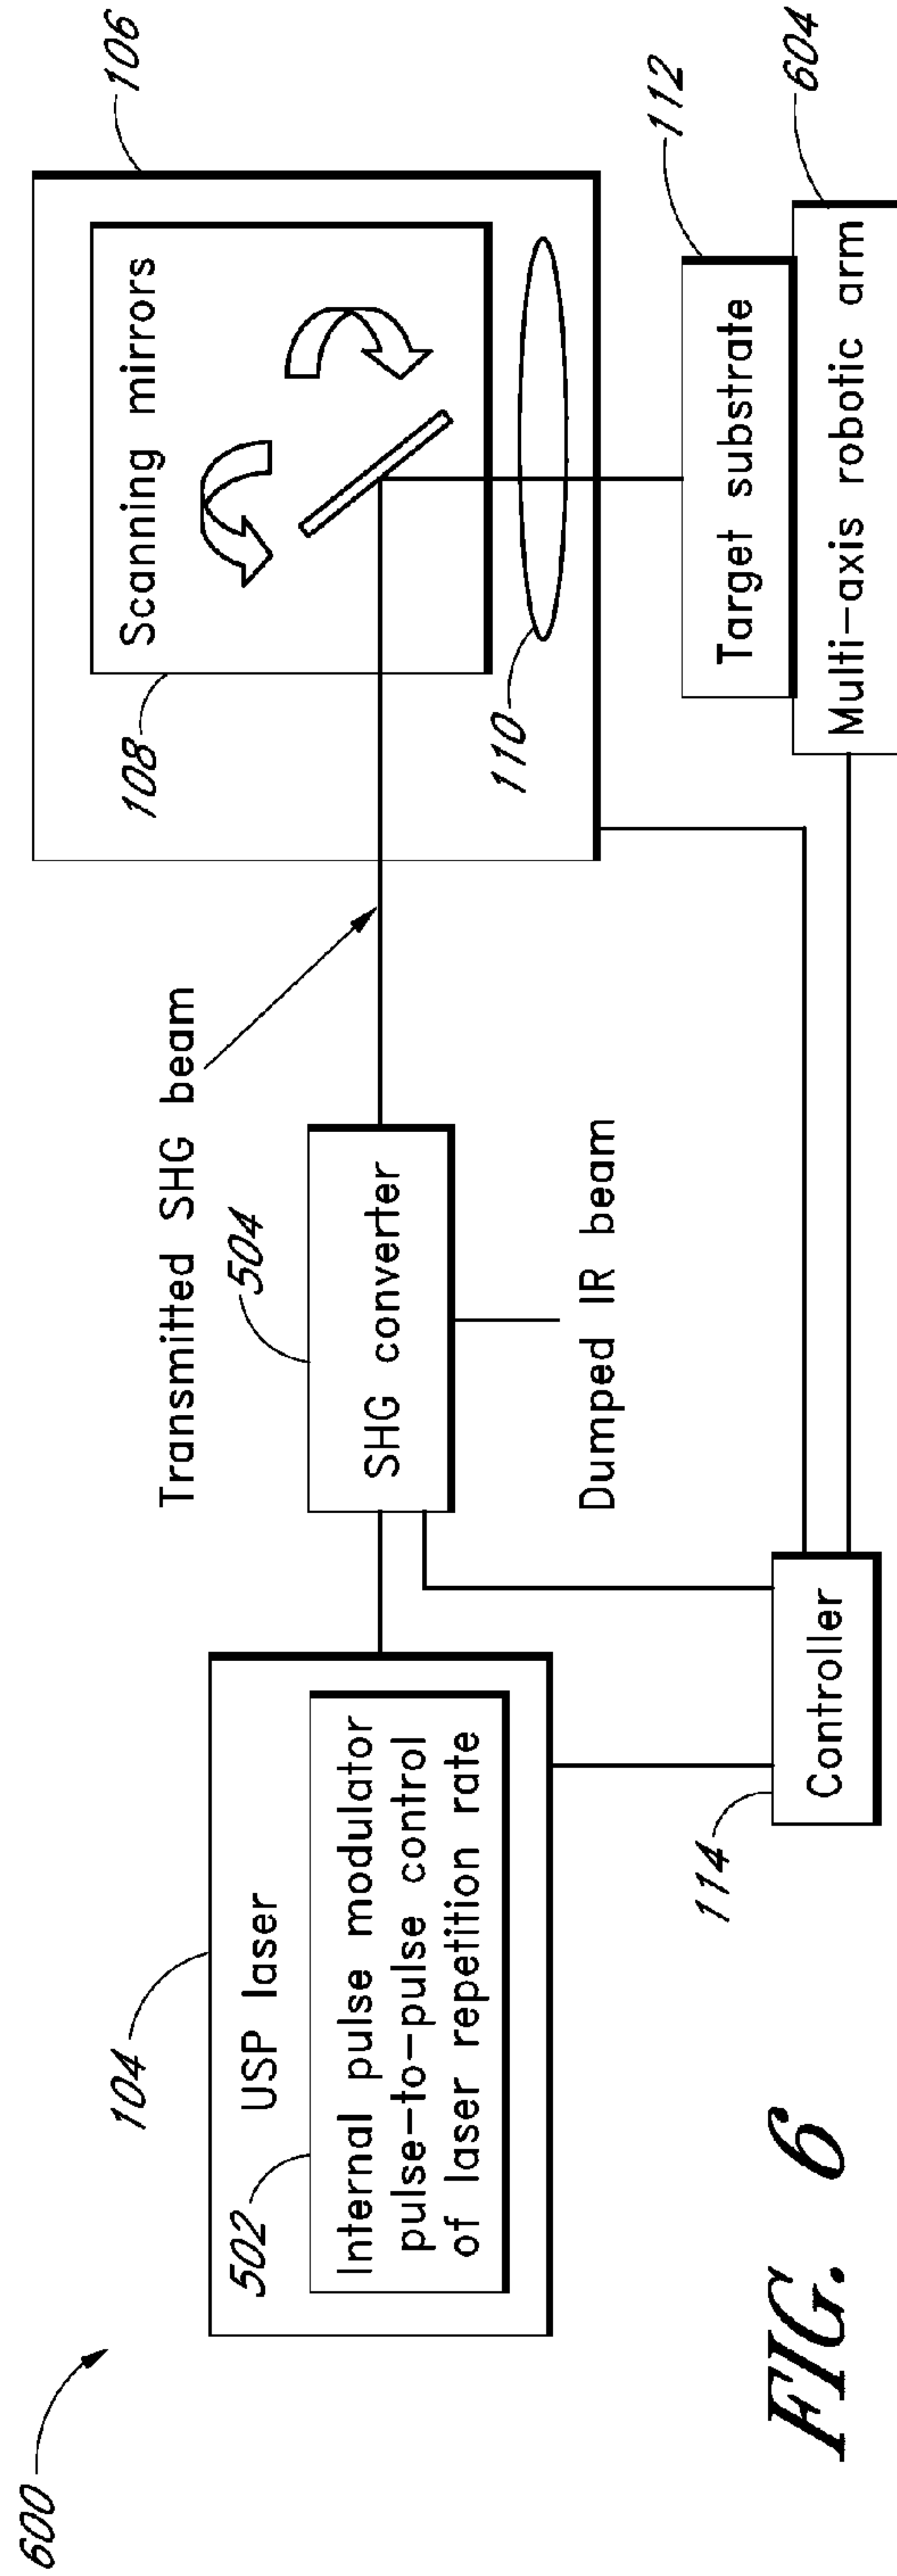 600
104
USP laser
502
Internal pulse modulator
pulse-to-pulse control
of laser repetition rate
Transmitted SHG beam
504
SHG converter
Dumped IR beam
106
Scanning mirrors
108
110
112
Target substrate
604
Multi-axis robotic arm
114
Controller
FIG. 6